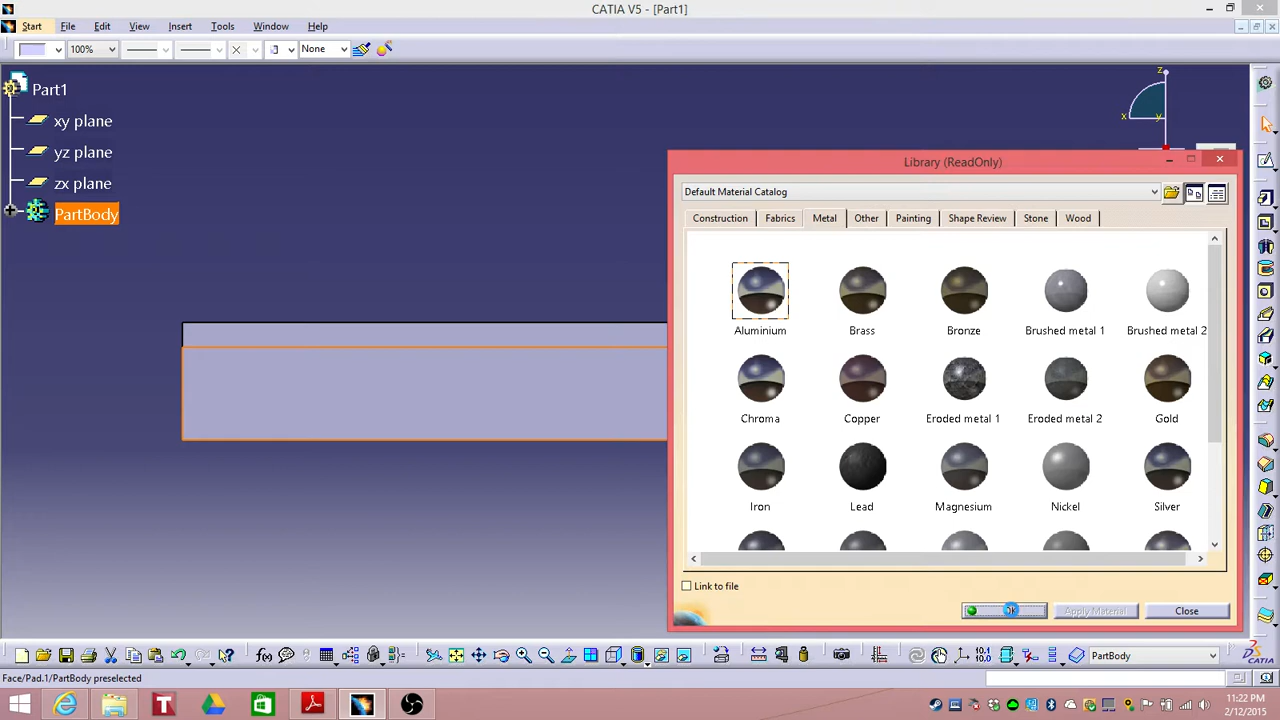 CATIA V5 - [Part1]
Start File Edit View Insert Tools Window Help
100% None
Part1
xy plane
yz plane
zx plane
PartBody
z
x y
Library (ReadOnly)
Default Material Catalog
Construction Fabrics Metal Other Painting Shape Review Stone Wood
Aluminium Brass Bronze Brushed metal 1 Brushed metal 2
Chroma Copper Eroded metal 1 Eroded metal 2 Gold
Iron Lead Magnesium Nickel Silver
Link to file
OK Apply Material Close
PartBody
Face/Pad.1/PartBody preselected
11:22 PM
2/12/2015